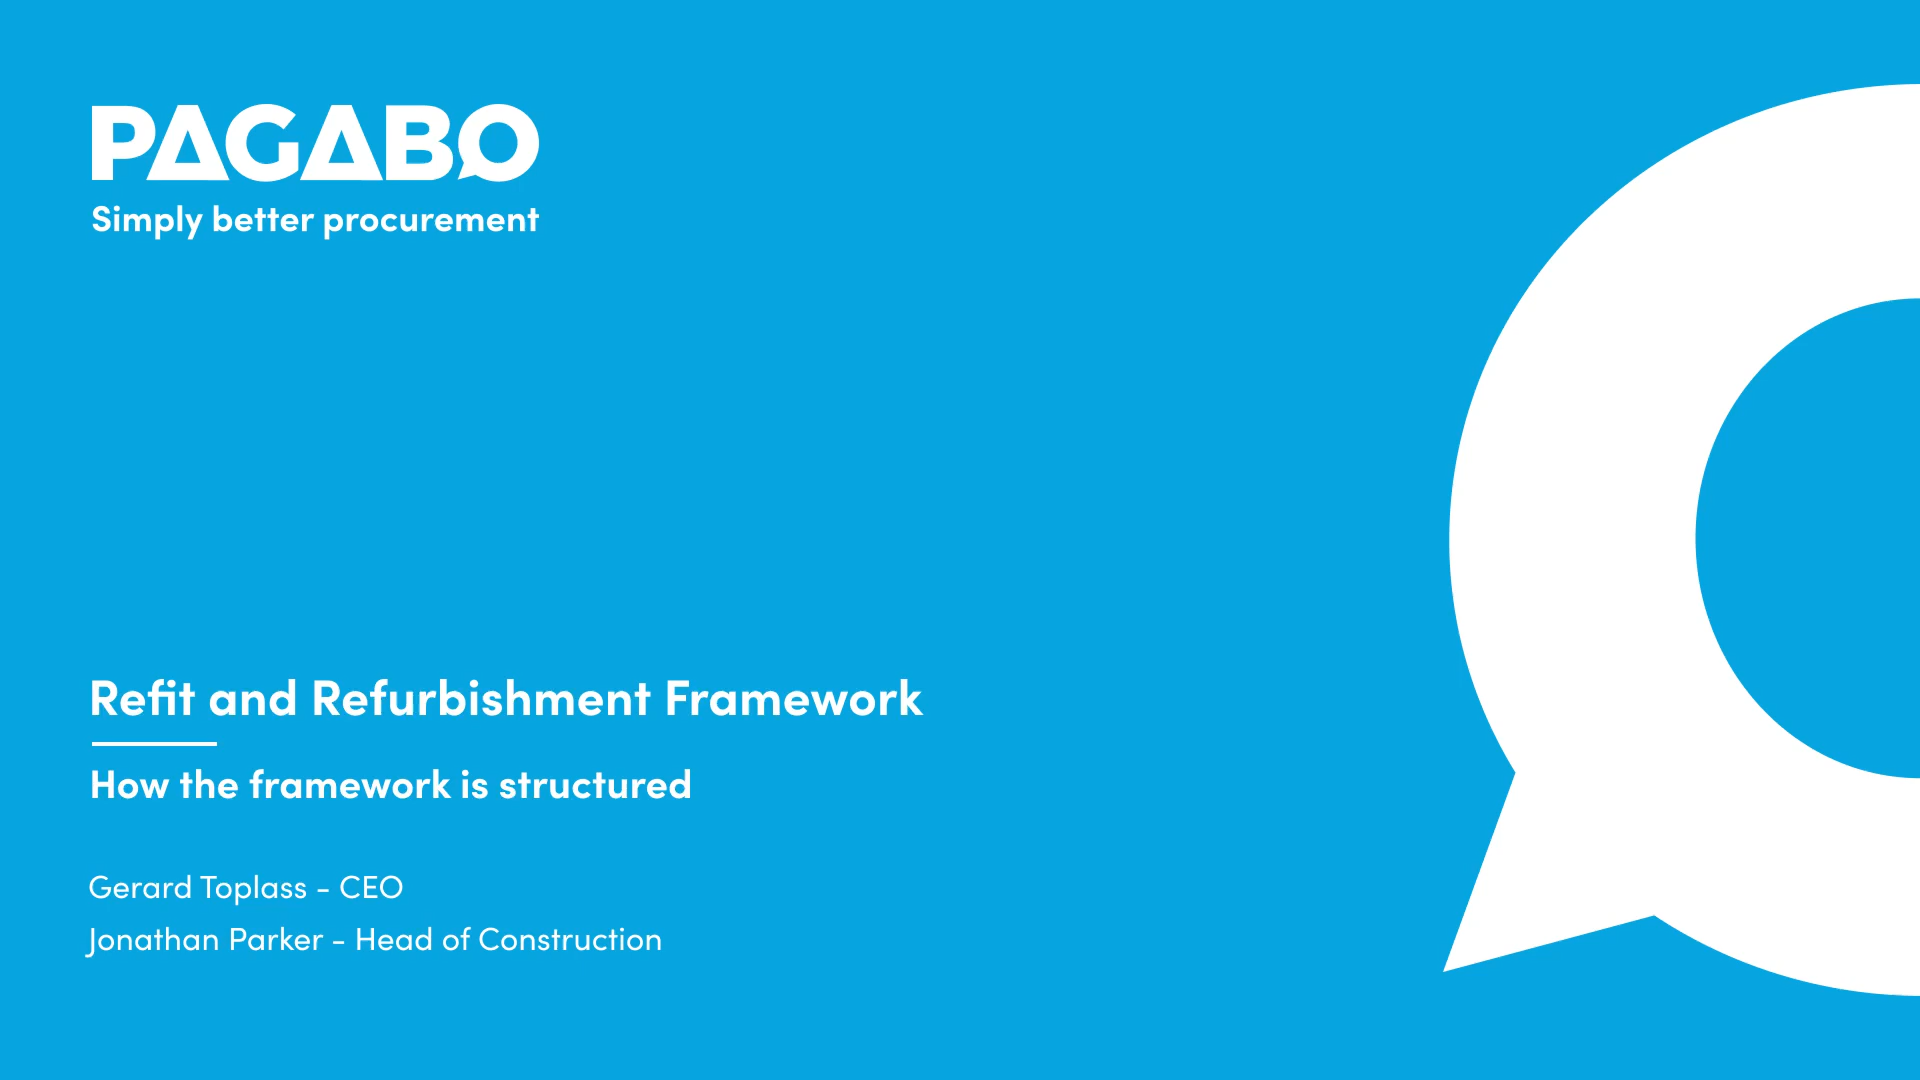 PAGABO
Simply better procurement
Refit and Refurbishment Framework
How the framework is structured
Gerard Toplass - CEO
Jonathan Parker - Head of Construction